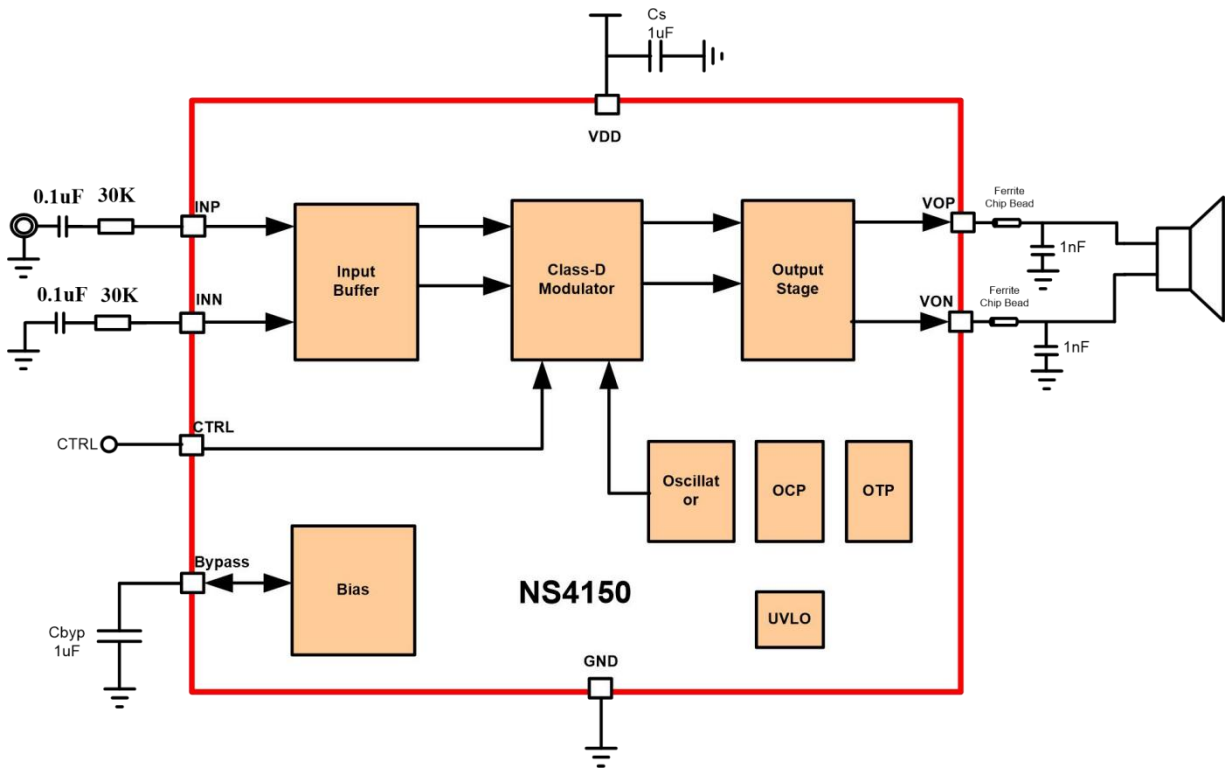 Cs
1uF
VDD
0.1uF 30K
INP
Input
Buffer
Class-D
Modulator
Output
Stage
VOP
Ferrite
Chip Bead
1nF
0.1uF 30K
INN
VON
Ferrite
Chip Bead
1nF
CTRL
CTRL
Oscillat
or
OCP
OTP
Bypass
Bias
NS4150
UVLO
Cbyp
1uF
GND